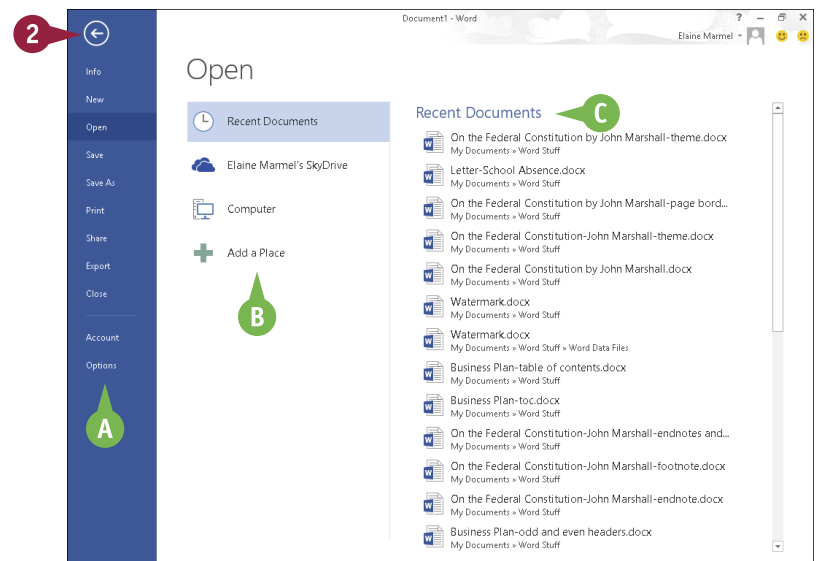 Document1 - Word
?
Elaine Marmel
2
Info
New
Open
Save
Save As
Print
Share
Export
Close
Account
Options
A
Open
Recent Documents
Elaine Marmel's SkyDrive
Computer
Add a Place
B
Recent Documents
C
On the Federal Constitution by John Marshall-theme.docx
My Documents » Word Stuff
Letter-School Absence.docx
My Documents » Word Stuff
On the Federal Constitution by John Marshall-page bord...
My Documents » Word Stuff
On the Federal Constitution-John Marshall-theme.docx
My Documents » Word Stuff
On the Federal Constitution by John Marshall.docx
My Documents » Word Stuff
Watermark.docx
My Documents » Word Stuff
Watermark.docx
My Documents » Word Stuff » Word Data Files
Business Plan-table of contents.docx
My Documents » Word Stuff
Business Plan-toc.docx
My Documents » Word Stuff
On the Federal Constitution-John Marshall-endnotes and...
My Documents » Word Stuff
On the Federal Constitution-John Marshall-footnote.docx
My Documents » Word Stuff
On the Federal Constitution-John Marshall-endnote.docx
My Documents » Word Stuff
Business Plan-odd and even headers.docx
My Documents » Word Stuff